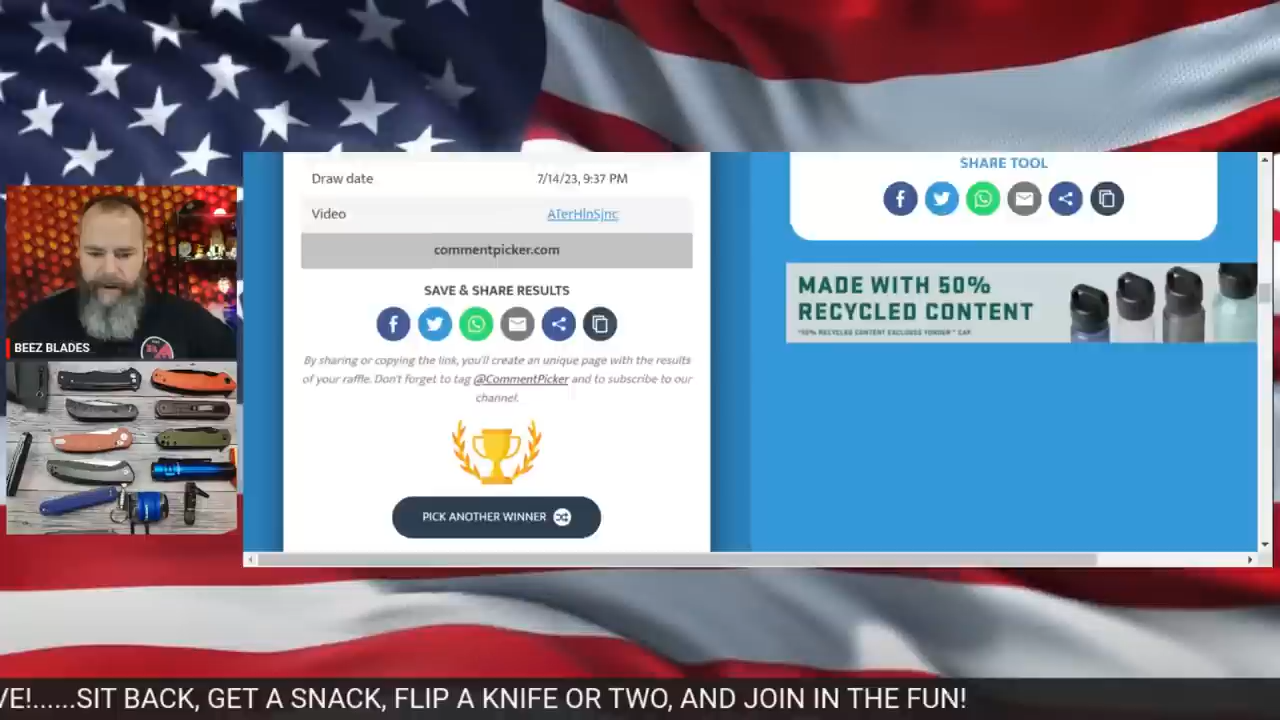 SHARE TOOL
Draw date 7/14/23, 9:37 PM
Video ATerHlnSjnc
commentpicker.com
SAVE & SHARE RESULTS
By sharing or copying the link, you'll create an unique page with the results
of your raffle. Don't forget to tag @CommentPicker and to subscribe to our
channel.
PICK ANOTHER WINNER
MADE WITH 50%
RECYCLED CONTENT
BEEZ BLADES
VE!......SIT BACK, GET A SNACK, FLIP A KNIFE OR TWO, AND JOIN IN THE FUN!